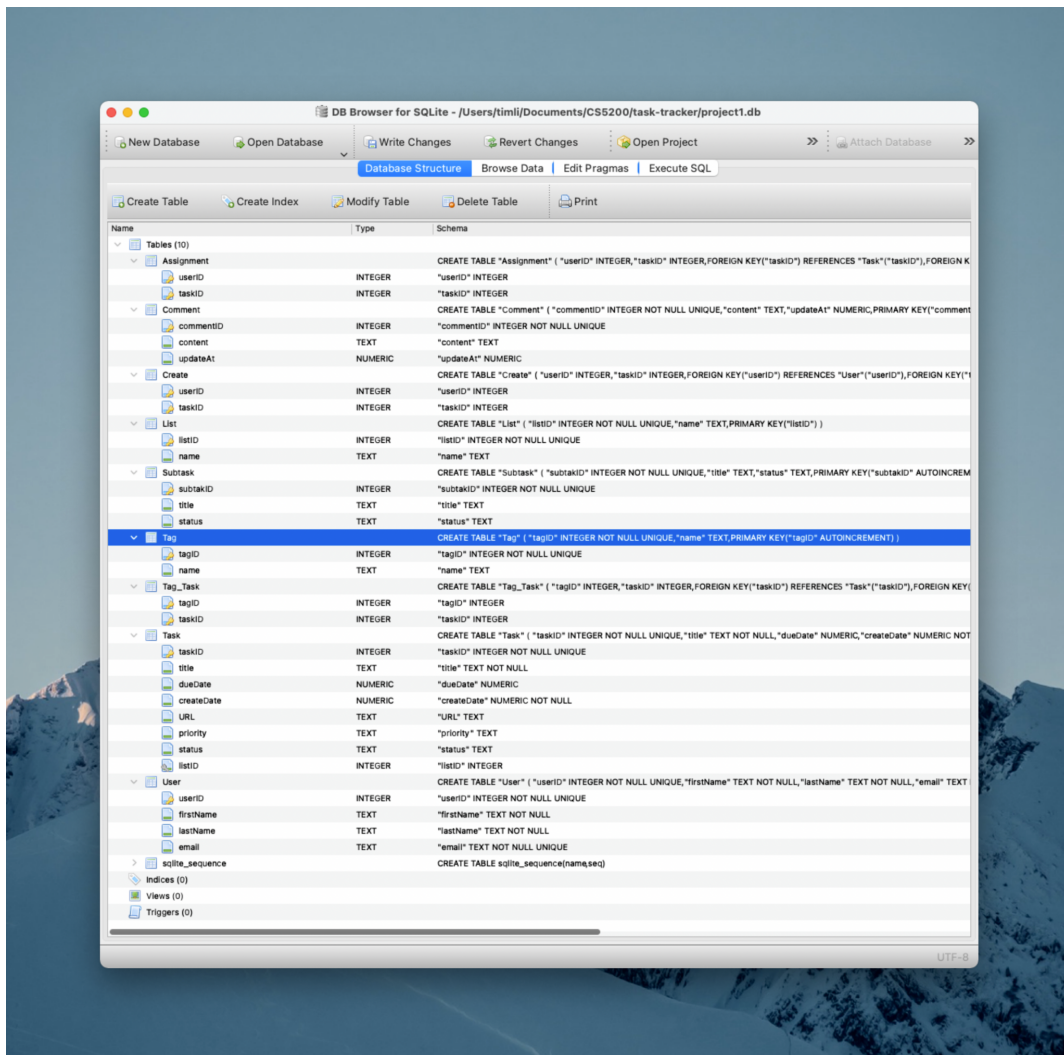 DB Browser for SQLite - /Users/timli/Documents/CS5200/task-tracker/project1.db
New Database Open Database Write Changes Revert Changes Open Project Attach Database
Database Structure Browse Data Edit Pragmas Execute SQL
Create Table Create Index Modify Table Delete Table Print
Name Type Schema
Tables (10)
Assignment CREATE TABLE "Assignment" ( "userID" INTEGER,"taskID" INTEGER,FOREIGN KEY("taskID") REFERENCES "Task"("taskID"),FOREIGN K
userID INTEGER "userID" INTEGER
taskID INTEGER "taskID" INTEGER
Comment CREATE TABLE "Comment" ( "commentID" INTEGER NOT NULL UNIQUE,"content" TEXT,"updateAt" NUMERIC,PRIMARY KEY("comment
commentID INTEGER "commentID" INTEGER NOT NULL UNIQUE
content TEXT "content" TEXT
updateAt NUMERIC "updateAt" NUMERIC
Create CREATE TABLE "Create" ( "userID" INTEGER,"taskID" INTEGER,FOREIGN KEY("userID") REFERENCES "User"("userID"),FOREIGN KEY("t
userID INTEGER "userID" INTEGER
taskID INTEGER "taskID" INTEGER
List CREATE TABLE "List" ( "listID" INTEGER NOT NULL UNIQUE,"name" TEXT,PRIMARY KEY("listID") )
listID INTEGER "listID" INTEGER NOT NULL UNIQUE
name TEXT "name" TEXT
Subtask CREATE TABLE "Subtask" ( "subtakID" INTEGER NOT NULL UNIQUE,"title" TEXT,"status" TEXT,PRIMARY KEY("subtakID" AUTOINCREM
subtakID INTEGER "subtakID" INTEGER NOT NULL UNIQUE
title TEXT "title" TEXT
status TEXT "status" TEXT
Tag CREATE TABLE "Tag" ( "tagID" INTEGER NOT NULL UNIQUE,"name" TEXT,PRIMARY KEY("tagID" AUTOINCREMENT) )
tagID INTEGER "tagID" INTEGER NOT NULL UNIQUE
name TEXT "name" TEXT
Tag_Task CREATE TABLE "Tag_Task" ( "tagID" INTEGER,"taskID" INTEGER,FOREIGN KEY("taskID") REFERENCES "Task"("taskID"),FOREIGN KEY(
tagID INTEGER "tagID" INTEGER
taskID INTEGER "taskID" INTEGER
Task CREATE TABLE "Task" ( "taskID" INTEGER NOT NULL UNIQUE,"title" TEXT NOT NULL,"dueDate" NUMERIC,"createDate" NUMERIC NOT
taskID INTEGER "taskID" INTEGER NOT NULL UNIQUE
title TEXT "title" TEXT NOT NULL
dueDate NUMERIC "dueDate" NUMERIC
createDate NUMERIC "createDate" NUMERIC NOT NULL
URL TEXT "URL" TEXT
priority TEXT "priority" TEXT
status TEXT "status" TEXT
listID INTEGER "listID" INTEGER
User CREATE TABLE "User" ( "userID" INTEGER NOT NULL UNIQUE,"firstName" TEXT NOT NULL,"lastName" TEXT NOT NULL,"email" TEXT
userID INTEGER "userID" INTEGER NOT NULL UNIQUE
firstName TEXT "firstName" TEXT NOT NULL
lastName TEXT "lastName" TEXT NOT NULL
email TEXT "email" TEXT NOT NULL UNIQUE
sqlite_sequence CREATE TABLE sqlite_sequence(name,seq)
Indices (0)
Views (0)
Triggers (0)
UTF-8